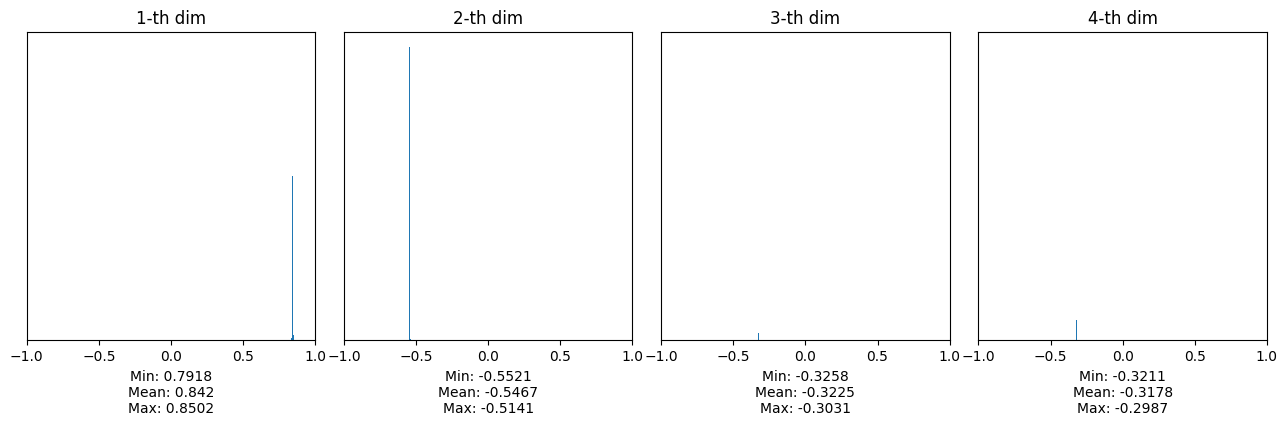 1-th dim
2-th dim
3-th dim
4-th dim
−1.0 −0.5 0.0 0.5 1.0
−1.0 −0.5 0.0 0.5 1.0
−1.0 −0.5 0.0 0.5 1.0
−1.0 −0.5 0.0 0.5 1.0
Min: 0.7918
Mean: 0.842
Max: 0.8502
Min: -0.5521
Mean: -0.5467
Max: -0.5141
Min: -0.3258
Mean: -0.3225
Max: -0.3031
Min: -0.3211
Mean: -0.3178
Max: -0.2987